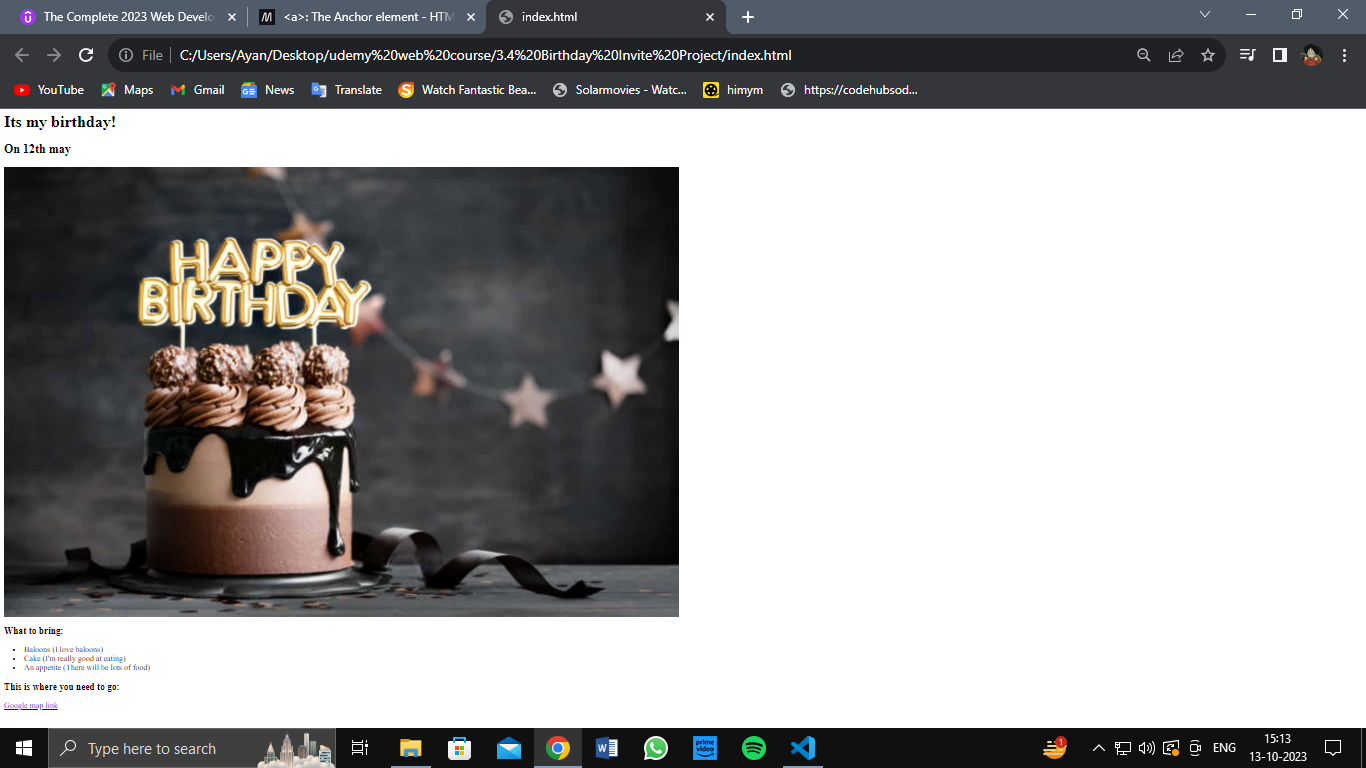 The Complete 2023 Web Develo
<a>: The Anchor element - HTM
index.html
File
C:/Users/Ayan/Desktop/udemy%20web%20course/3.4%20Birthday%20Invite%20Project/index.html
YouTube
Maps
Gmail
News
Translate
Watch Fantastic Bea...
Solarmovies - Watc...
himym
https://codehubsod...
Its my birthday!
On 12th may
HAPPY
BIRTHDAY
What to bring:
Baloons (I love baloons)
Cake (I'm really good at eating)
An appetite (There will be lots of food)
This is where you need to go:
Google map link
Type here to search
prime video
1
ENG
15:13
13-10-2023